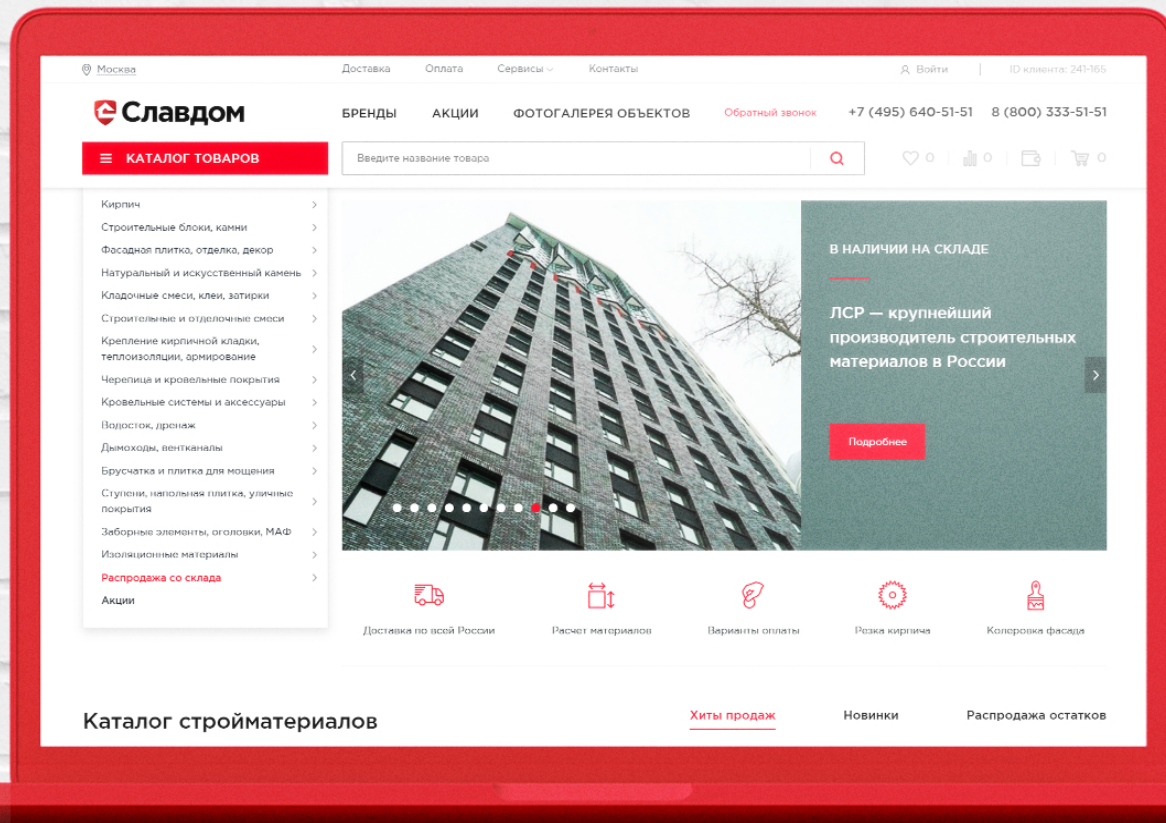 Москва
Доставка Оплата Сервисы Контакты
Войти ID клиента: 241-165
Славдом
БРЕНДЫ АКЦИИ ФОТОГАЛЕРЕЯ ОБЪЕКТОВ Обратный звонок +7 (495) 640-51-51 8 (800) 333-51-51
КАТАЛОГ ТОВАРОВ
Введите название товара
0 0 0
Кирпич
Строительные блоки, камни
Фасадная плитка, отделка, декор
Натуральный и искусственный камень
Кладочные смеси, клеи, затирки
Строительные и отделочные смеси
Крепление кирпичной кладки,
теплоизоляции, армирование
Черепица и кровельные покрытия
Кровельные системы и аксессуары
Водосток, дренаж
Дымоходы, вентканалы
Брусчатка и плитка для мощения
Ступени, напольная плитка, уличные
покрытия
Заборные элементы, оголовки, МАФ
Изоляционные материалы
Распродажа со склада
Акции
В НАЛИЧИИ НА СКЛАДЕ
ЛСР — крупнейший
производитель строительных
материалов в России
Подробнее
Доставка по всей России
Расчет материалов
Варианты оплаты
Резка кирпича
Колеровка фасада
Каталог стройматериалов
Хиты продаж Новинки Распродажа остатков